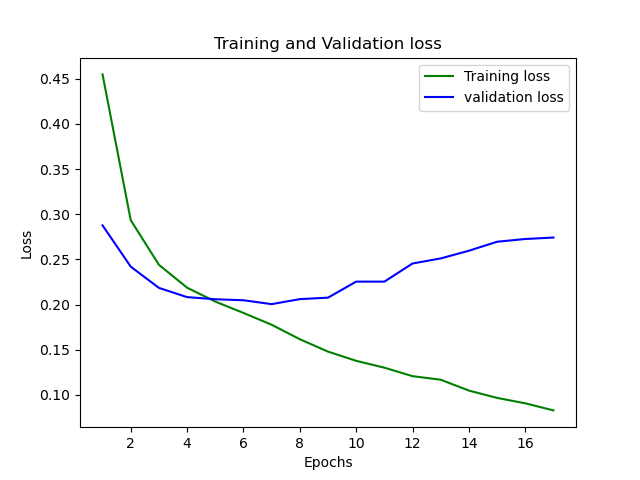 Training and Validation loss
Training loss
validation loss
Loss
0.45
0.40
0.35
0.30
0.25
0.20
0.15
0.10
2 4 6 8 10 12 14 16
Epochs